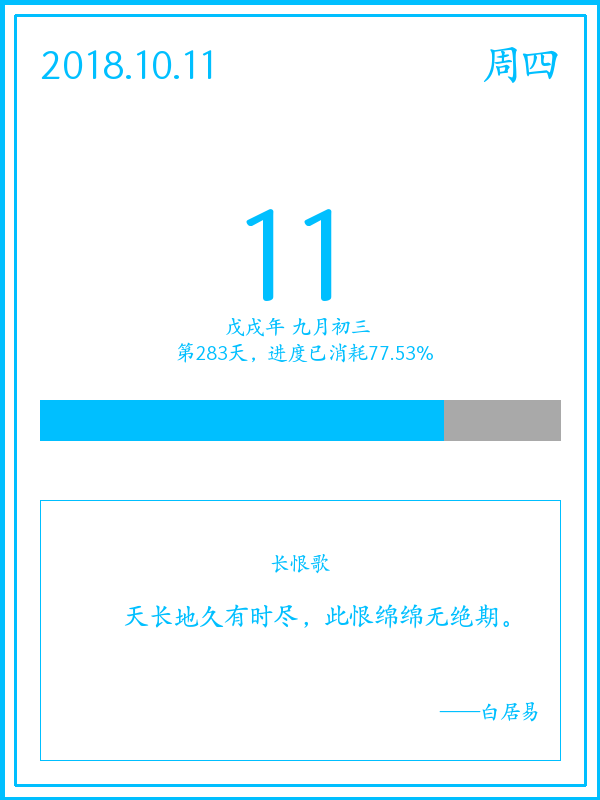 2018.10.11 周四
11
戊戌年 九月初三
第283天，进度已消耗77.53%
长恨歌
天长地久有时尽，此恨绵绵无绝期。
——白居易